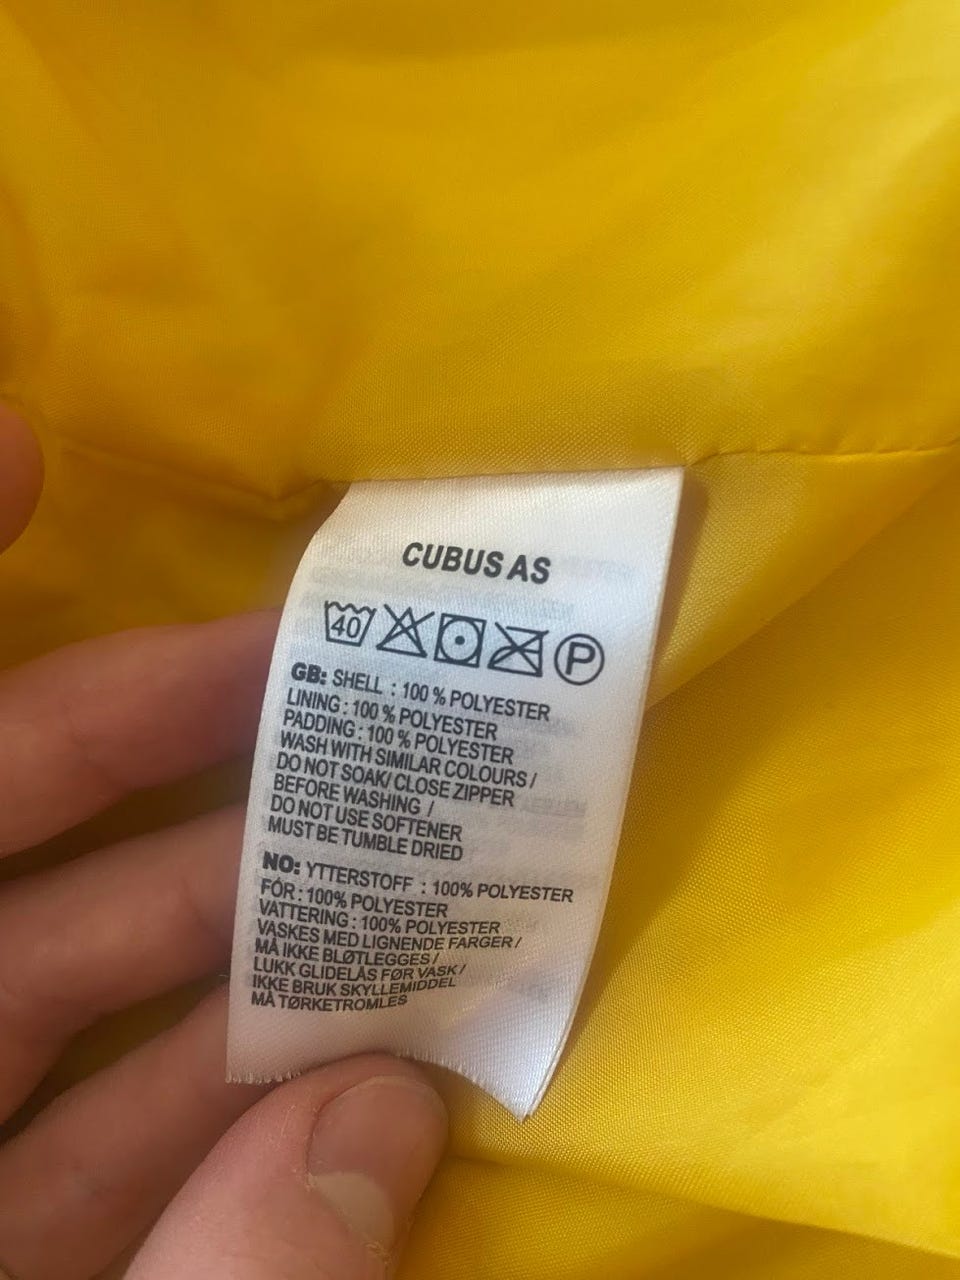 CUBUS AS
40 P
GB: SHELL : 100 % POLYESTER
LINING : 100 % POLYESTER
PADDING : 100 % POLYESTER
WASH WITH SIMILAR COLOURS /
DO NOT SOAK/ CLOSE ZIPPER
BEFORE WASHING /
DO NOT USE SOFTENER
MUST BE TUMBLE DRIED
NO: YTTERSTOFF : 100% POLYESTER
FÓR : 100% POLYESTER
VATTERING : 100% POLYESTER
VASKES MED LIGNENDE FARGER /
MÅ IKKE BLØTLEGGES /
LUKK GLIDELÅS FØR VASK /
IKKE BRUK SKYLLEMIDDEL
MÅ TØRKETROMLES